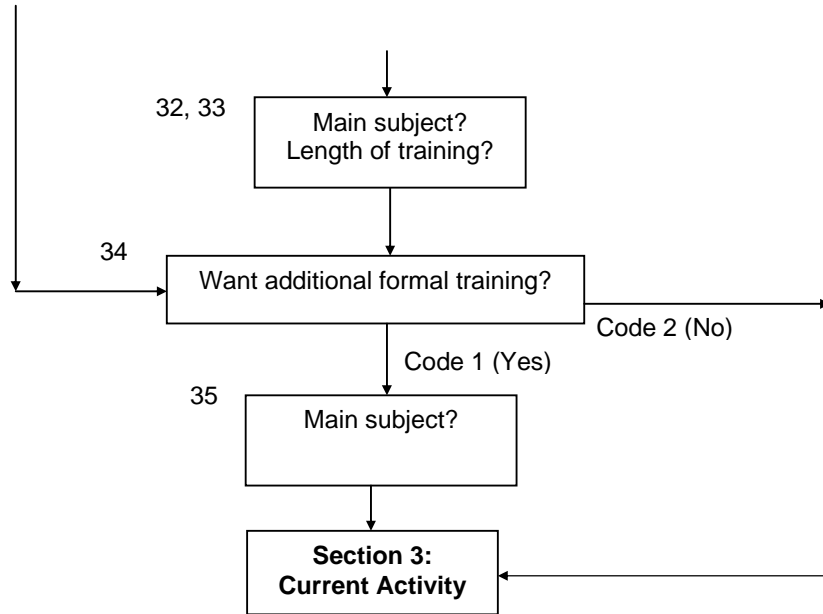 32, 33
Main subject?
Length of training?
34
Want additional formal training?
Code 2 (No)
Code 1 (Yes)
35
Main subject?
Section 3:
Current Activity